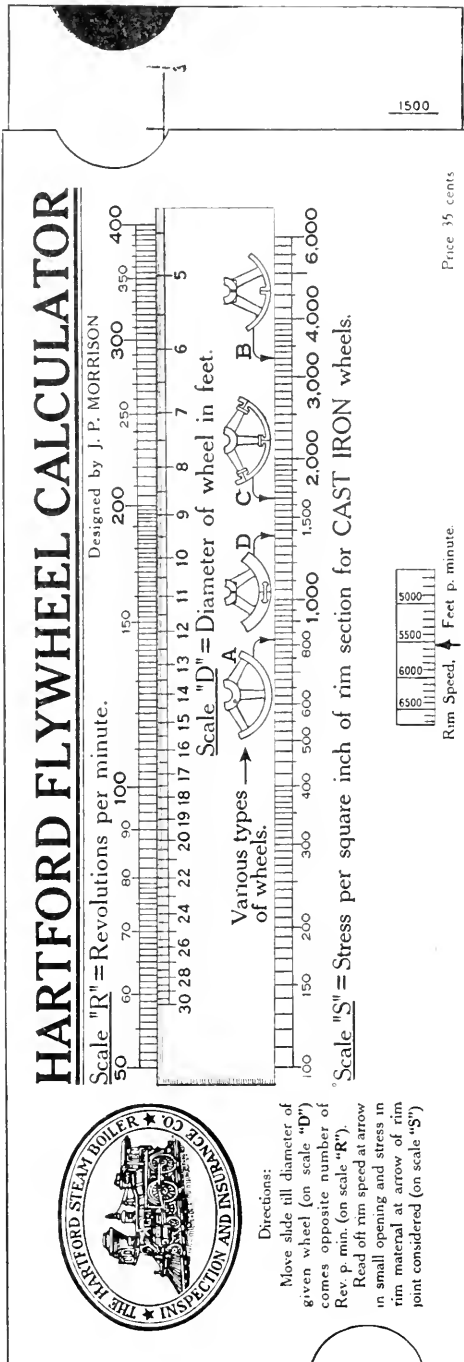 HARTFORD FLYWHEEL CALCULATOR
Scale "R"=Revolutions per minute.
Designed by J. P. MORRISON
50 60 70 80 90 100 150 200 250 300 350 400
30 28 26 24 22 20 19 18 17 16 15 14 13 12 11 10 9 8 7 6 5
Scale "D"=Diameter of wheel in feet.
Various types
of wheels.
A D C B
100 150 200 300 400 500 600 800 1,000 1,500 2,000 3,000 4,000 6,000
Scale "S"=Stress per square inch of rim section for CAST IRON wheels.
THE HARTFORD STEAM BOILER ★ INSPECTION AND INSURANCE CO. ★
Directions:
Move slide till diameter of
given wheel (on scale "D")
comes opposite number of
Rev. p. min. (on scale "R").
Read oft rim speed at arrow
in small opening and stress in
rim material at arrow of rim
joint considered (on scale "S")
6500 6000 5500 5000
Rim Speed, Feet p. minute.
Price 35 cents
1500